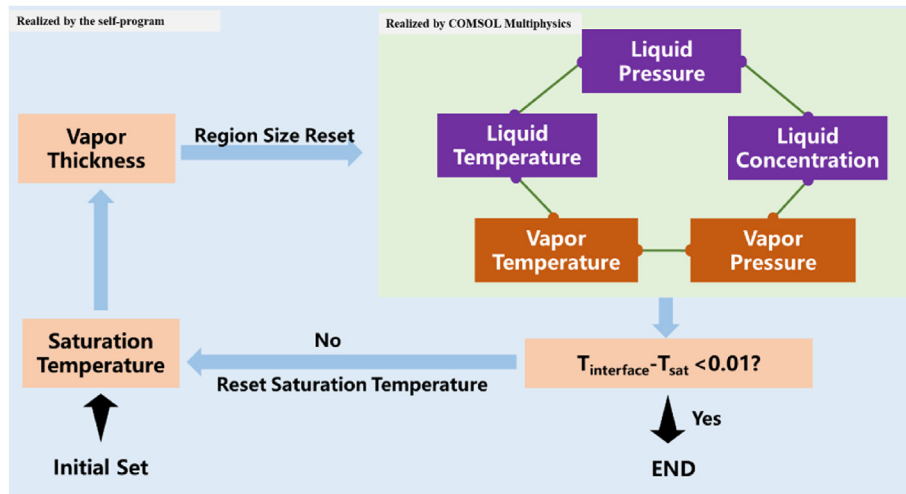 Realized by the self-program
Realized by COMSOL Multiphysics
Liquid
Pressure
Vapor
Thickness
Region Size Reset
Liquid
Temperature
Liquid
Concentration
Vapor
Temperature
Vapor
Pressure
Saturation
Temperature
No
Reset Saturation Temperature
Tinterface-Tsat <0.01?
Yes
Initial Set
END